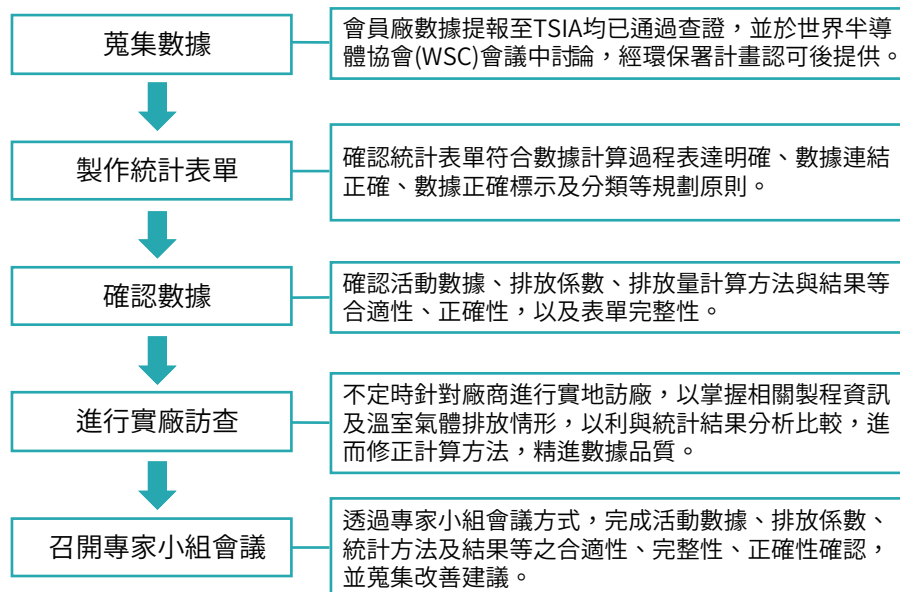 蒐集數據
會員廠數據提報至TSIA均已通過查證，並於世界半導
體協會(WSC)會議中討論，經環保署計畫認可後提供。
製作統計表單
確認統計表單符合數據計算過程表達明確、數據連結
正確、數據正確標示及分類等規劃原則。
確認數據
確認活動數據、排放係數、排放量計算方法與結果等
合適性、正確性，以及表單完整性。
進行實廠訪查
不定時針對廠商進行實地訪廠，以掌握相關製程資訊
及溫室氣體排放情形，以利與統計結果分析比較，進
而修正計算方法，精進數據品質。
召開專家小組會議
透過專家小組會議方式，完成活動數據、排放係數、
統計方法及結果等之合適性、完整性、正確性確認，
並蒐集改善建議。